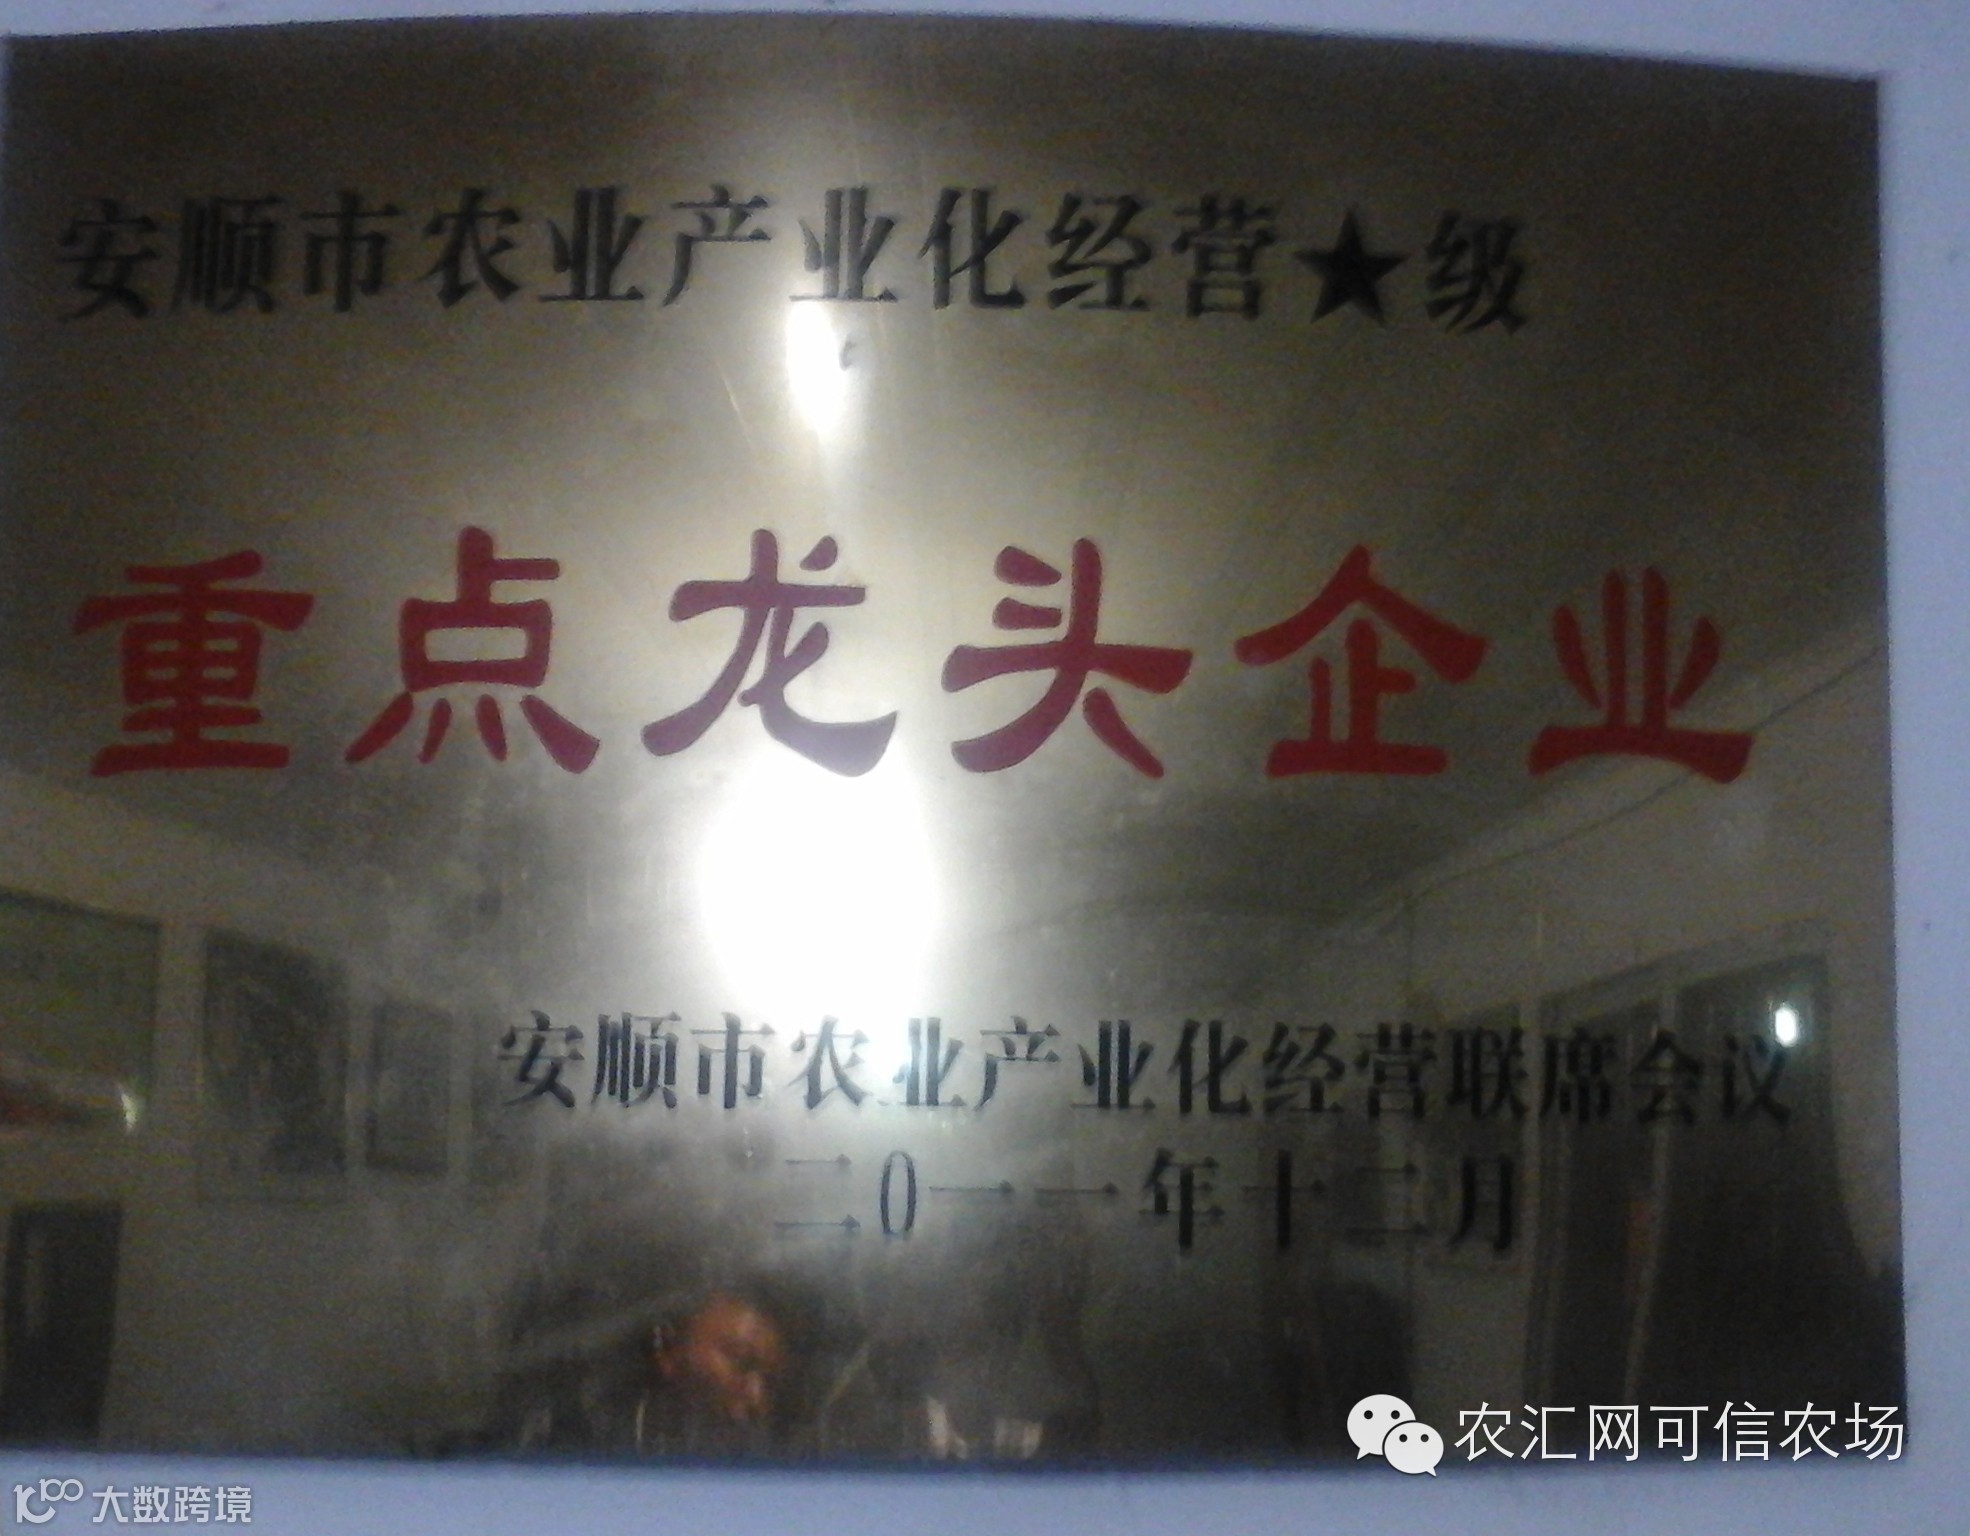 安顺市农业产业化经营★级
重点龙头企业
安顺市农业产业化经营联席会议
二0一一年十二月
农汇网可信农场
大数跨境